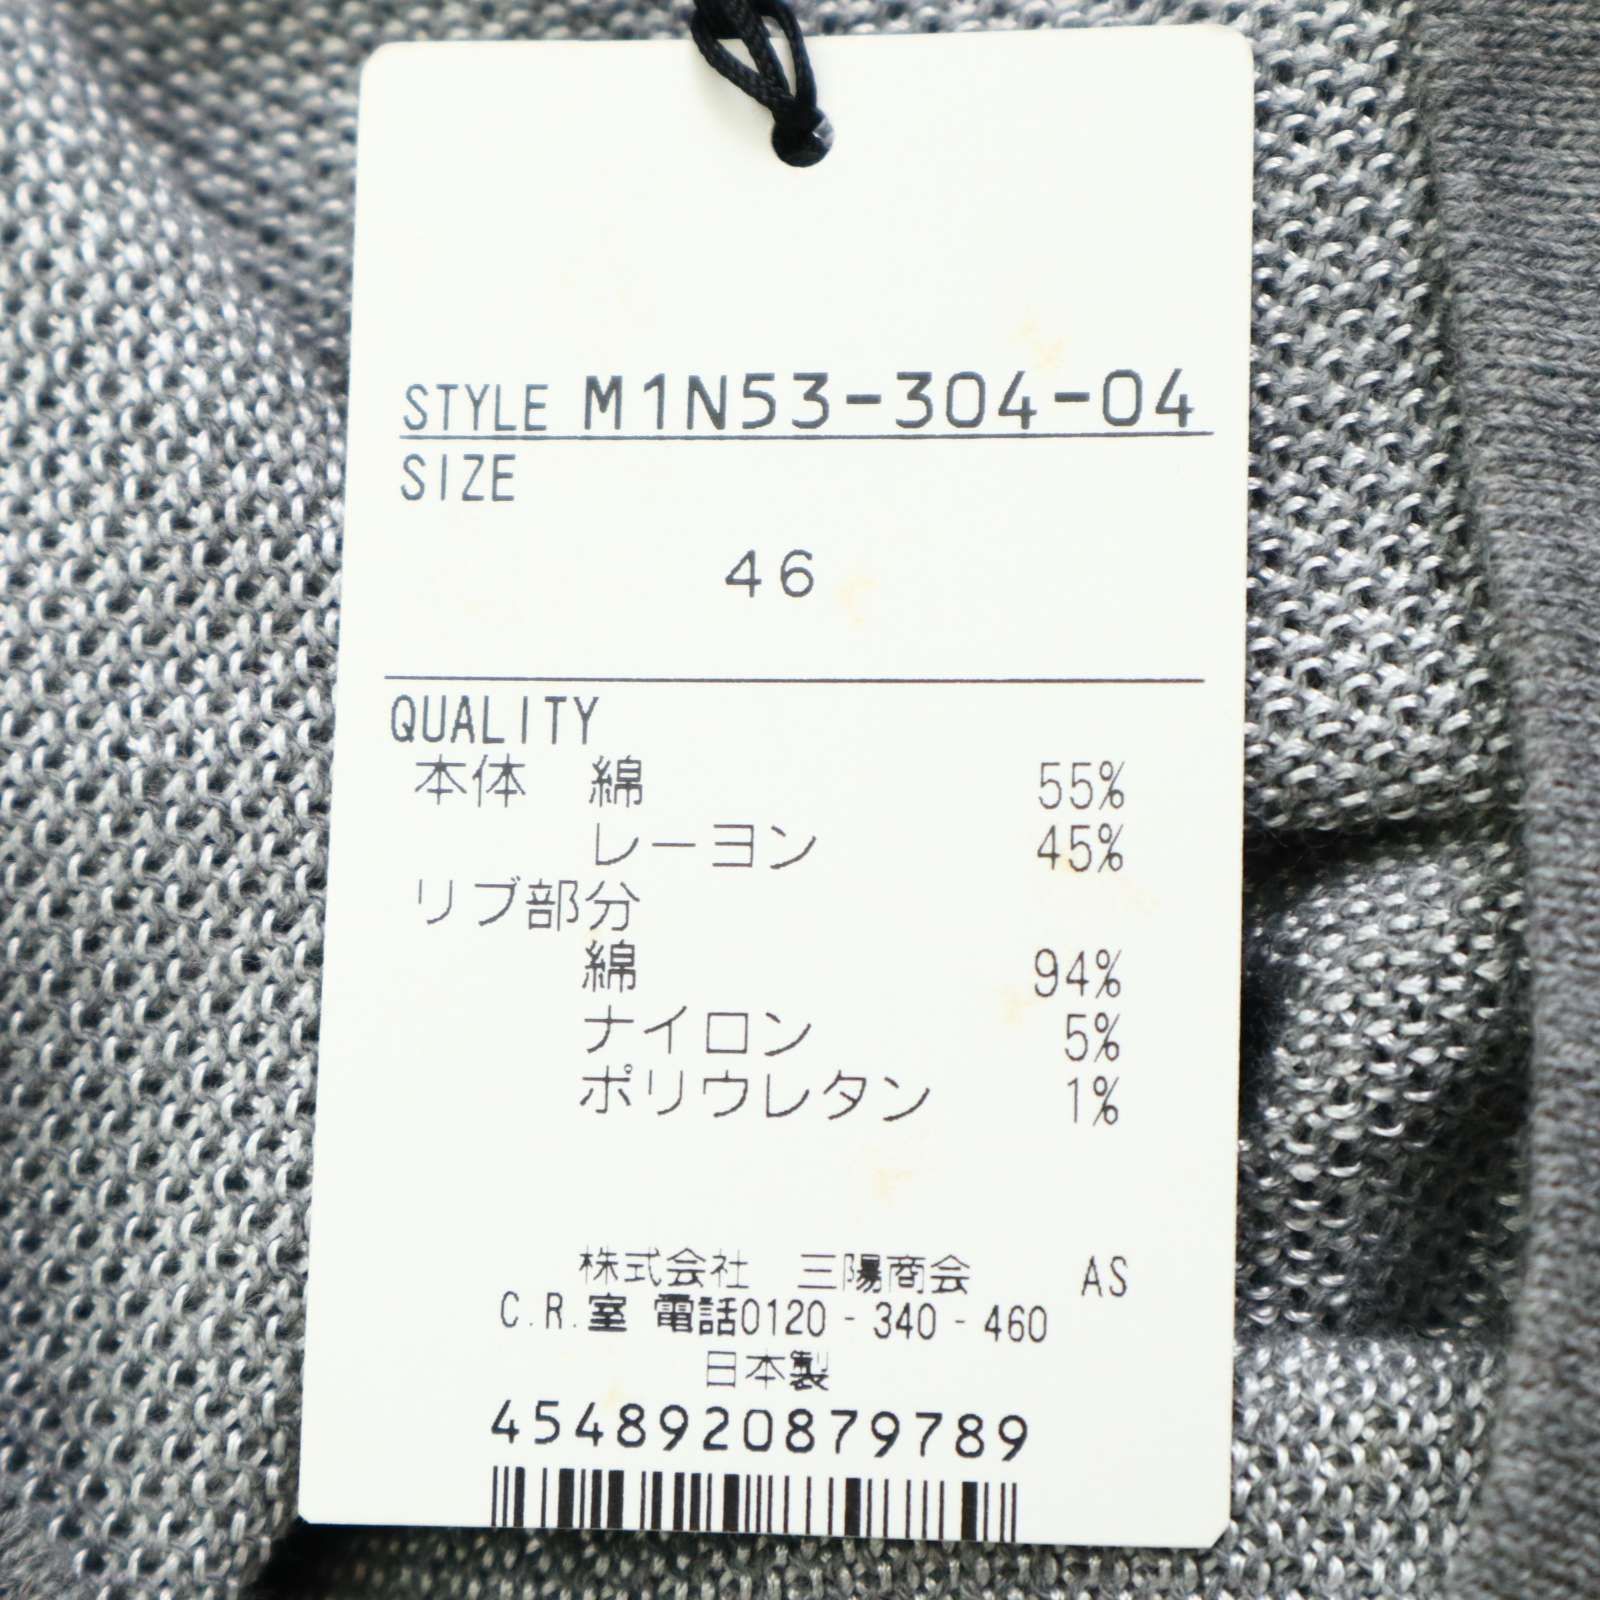 STYLE M1N53-304-04
SIZE
46
QUALITY
本体 綿 55%
レーヨン 45%
リブ部分
綿 94%
ナイロン 5%
ポリウレタン 1%
株式会社 三陽商会 AS
C.R.室 電話0120-340-460
日本製
4548920879789